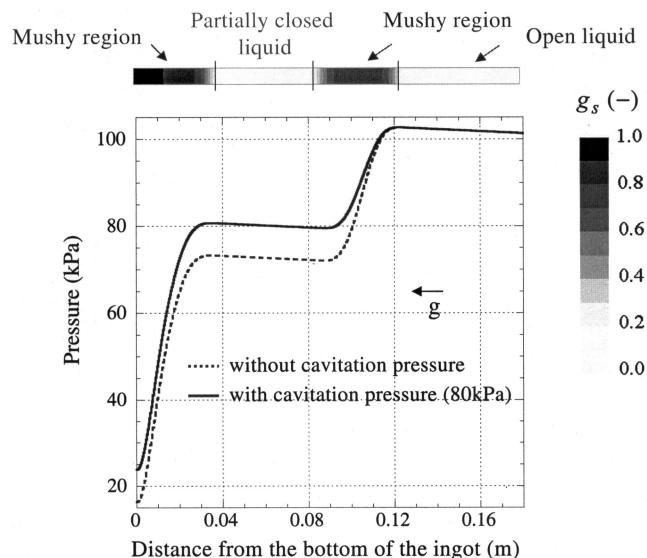 Mushy region
Partially closed
liquid
Mushy region
Open liquid
g_s (–)
1.0
0.8
0.6
0.4
0.2
0.0
Pressure (kPa)
100
80
60
40
20
g
without cavitation pressure
with cavitation pressure (80kPa)
0 0.04 0.08 0.12 0.16
Distance from the bottom of the ingot (m)